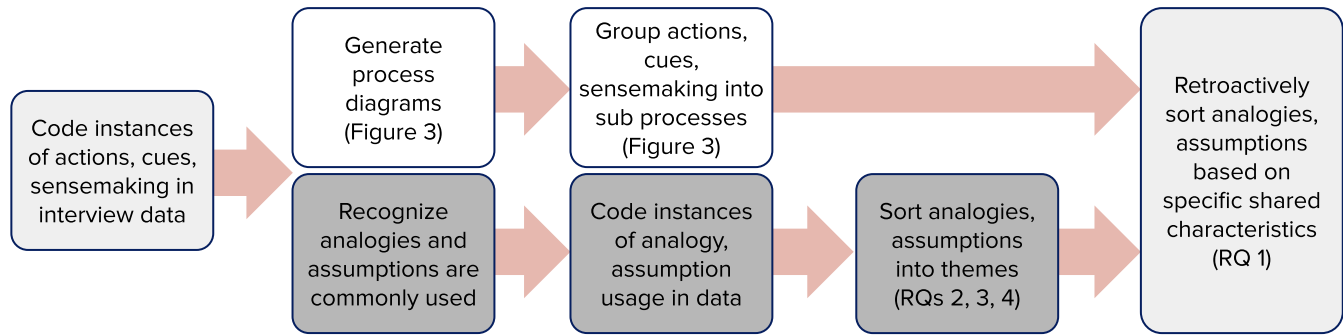 Code instances
of actions, cues,
sensemaking in
interview data
Generate
process
diagrams
(Figure 3)
Group actions,
cues,
sensemaking into
sub processes
(Figure 3)
Recognize
analogies and
assumptions are
commonly used
Code instances
of analogy,
assumption
usage in data
Sort analogies,
assumptions
into themes
(RQs 2, 3, 4)
Retroactively
sort analogies,
assumptions
based on
specific shared
characteristics
(RQ 1)